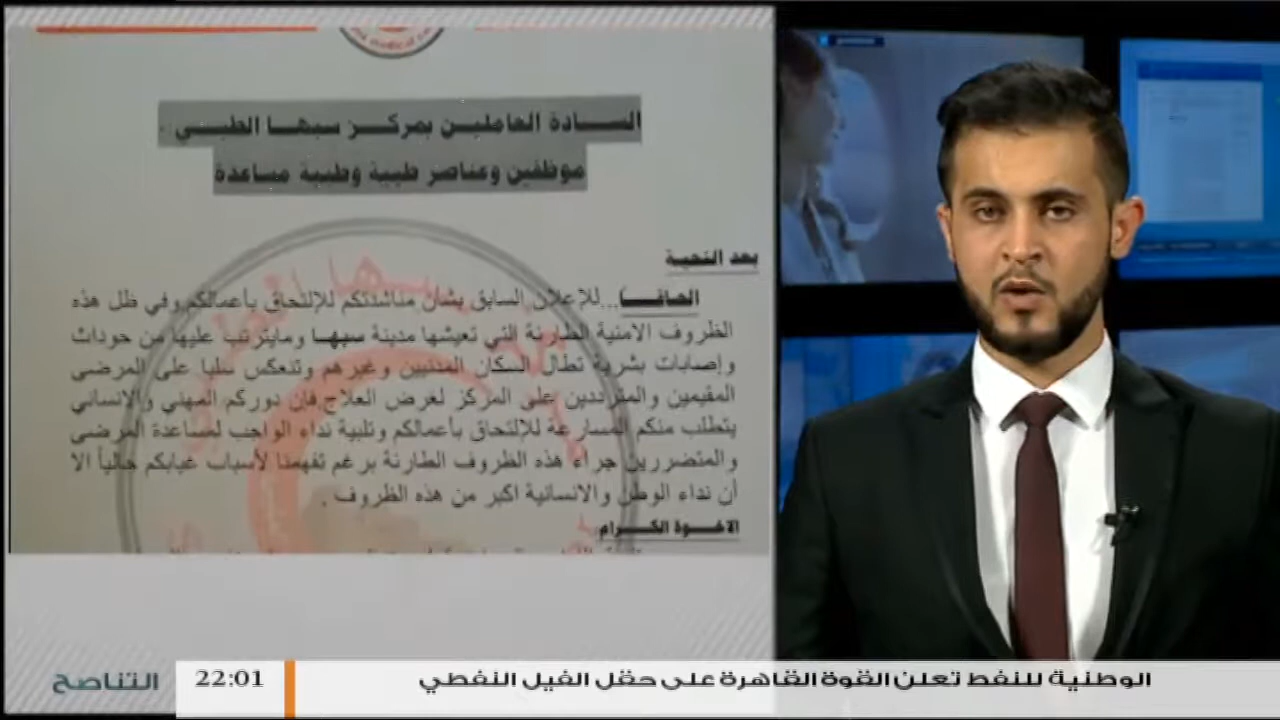 السادة العاملين بمركز سبها الطبي..
موظفين وعناصر طبية وطبية مساعدة
بعد التحية
الحاقاً...للإعلان السابق بشأن مناشدتكم للإلتحاق بأعمالكم وفي ظل هذه
الظروف الامنية الطارئة التي تعيشها مدينة سبها ومايترتب عليها من حوداث
وإصابات بشرية تطال السكان المدنيين وغيرهم وتنعكس سلبا على المرضى
المقيمين والمترددين على المركز لغرض العلاج فإن دوركم المهني والانساني
يتطلب منكم المسارعة للإلتحاق بأعمالكم وتلبية نداء الواجب لمساعدة المرضى
والمتضررين جراء هذه الظروف الطارئة برغم تفهمنا لأسباب غيابكم حالياً الا
أن نداء الوطن والانسانية اكبر من هذه الظروف .
الاخوة الكرام
الوطنية للنفط تعلن القوة القاهرة على حقل الفيل النفطي
22:01
التناصح